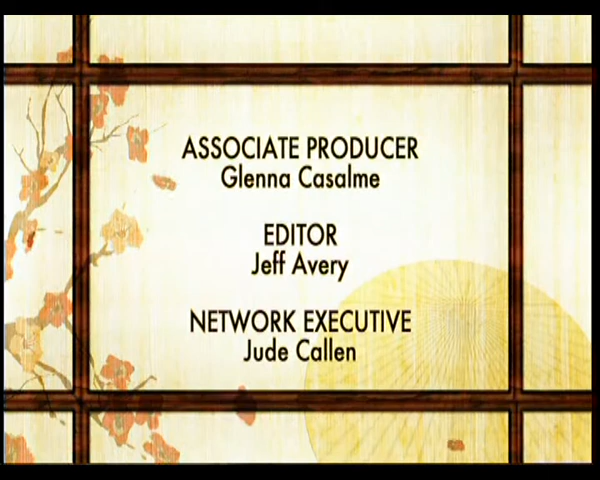 ASSOCIATE PRODUCER
Glenna Casalme
EDITOR
Jeff Avery
NETWORK EXECUTIVE
Jude Callen